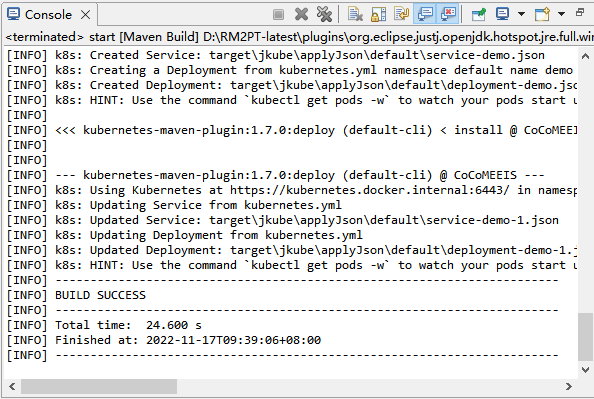 Console
<terminated> start [Maven Build] D:\RM2PT-latest\plugins\org.eclipse.justj.openjdk.hotspot.jre.full.win
[INFO] k8s: Created Service: target\jkube\applyJson\default\service-demo.json
[INFO] k8s: Creating a Deployment from kubernetes.yml namespace default name demo
[INFO] k8s: Created Deployment: target\jkube\applyJson\default\deployment-demo.jso
[INFO] k8s: HINT: Use the command `kubectl get pods -w` to watch your pods start u
[INFO]
[INFO] <<< kubernetes-maven-plugin:1.7.0:deploy (default-cli) < install @ CoCoMEEIS
[INFO]
[INFO]
[INFO] --- kubernetes-maven-plugin:1.7.0:deploy (default-cli) @ CoCoMEEIS ---
[INFO] k8s: Using Kubernetes at https://kubernetes.docker.internal:6443/ in namesp
[INFO] k8s: Updating Service from kubernetes.yml
[INFO] k8s: Updated Service: target\jkube\applyJson\default\service-demo-1.json
[INFO] k8s: Updating Deployment from kubernetes.yml
[INFO] k8s: Updated Deployment: target\jkube\applyJson\default\deployment-demo-1.j
[INFO] k8s: HINT: Use the command `kubectl get pods -w` to watch your pods start u
[INFO] ------------------------------------------------------------------------
[INFO] BUILD SUCCESS
[INFO] ------------------------------------------------------------------------
[INFO] Total time:  24.600 s
[INFO] Finished at: 2022-11-17T09:39:06+08:00
[INFO] ------------------------------------------------------------------------